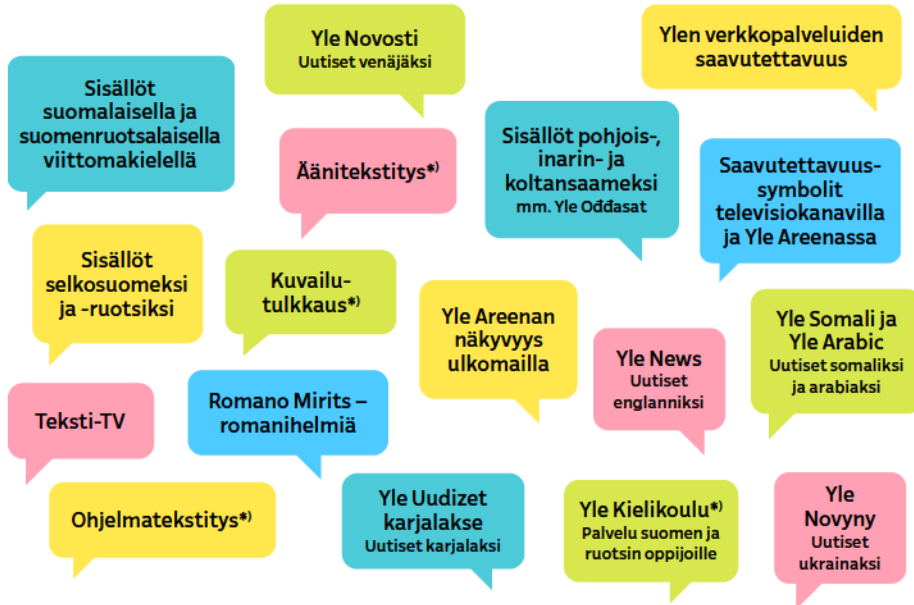 Yle Novosti
Uutiset venäjäksi
Ylen verkkopalveluiden
saavutettavuus
Sisällöt
suomalaisella ja
suomenruotsalaisella
viittomakielellä
Äänitekstitys*)
Sisällöt pohjois-,
inarin- ja
koltansaameksi
mm. Yle Ođđasat
Saavutettavuus-
symbolit
televisiokanavilla
ja Yle Areenassa
Sisällöt
selkosuomeksi
ja -ruotsiksi
Kuvailu-
tulkkaus*)
Yle Areenan
näkyvyys
ulkomailla
Yle News
Uutiset
englanniksi
Yle Somali ja
Yle Arabic
Uutiset somaliksi
ja arabiaksi
Teksti-TV
Romano Mirits –
romanihelmiä
Ohjelmatekstitys*)
Yle Uudizet
karjalakse
Uutiset karjalaksi
Yle Kielikoulu*)
Palvelu suomen ja
ruotsin oppijoille
Yle
Novyny
Uutiset
ukrainaksi